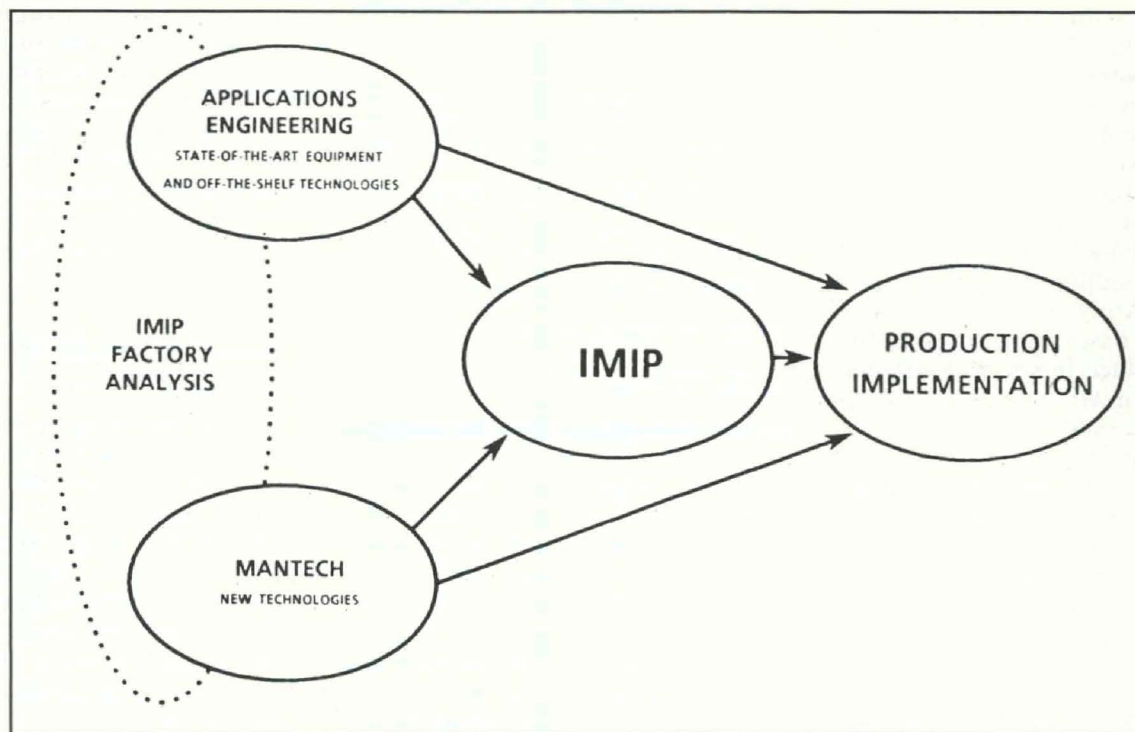 APPLICATIONS
ENGINEERING
STATE-OF-THE-ART EQUIPMENT
AND OFF-THE-SHELF TECHNOLOGIES
IMIP
FACTORY
ANALYSIS
IMIP
PRODUCTION
IMPLEMENTATION
MANTECH
NEW TECHNOLOGIES